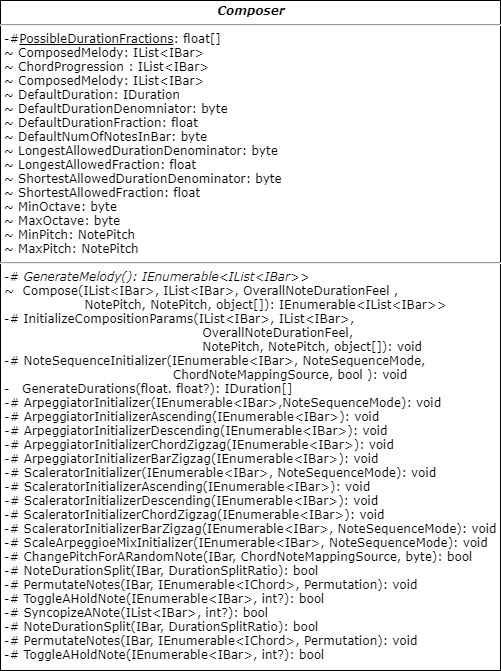 Composer
-#PossibleDurationFractions: float[]
~ ComposedMelody: IList<IBar>
~ ChordProgression : IList<IBar>
~ ComposedMelody: IList<IBar>
~ DefaultDuration: IDuration
~ DefaultDurationDenomniator: byte
~ DefaultDurationFraction: float
~ DefaultNumOfNotesInBar: byte
~ LongestAllowedDurationDenominator: byte
~ LongestAllowedFraction: float
~ ShortestAllowedDurationDenominator: byte
~ ShortestAllowedFraction: float
~ MinOctave: byte
~ MaxOctave: byte
~ MinPitch: NotePitch
~ MaxPitch: NotePitch
-# GenerateMelody(): IEnumerable<IList<IBar>>
~ Compose(IList<IBar>, IList<IBar>, OverallNoteDurationFeel ,
NotePitch, NotePitch, object[]): IEnumerable<IList<IBar>>
-# InitializeCompositionParams(IList<IBar>, IList<IBar>,
OverallNoteDurationFeel,
NotePitch, NotePitch, object[]): void
-# NoteSequenceInitializer(IEnumerable<IBar>, NoteSequenceMode,
ChordNoteMappingSource, bool ): void
- GenerateDurations(float. float?): IDuration[]
-# ArpeggiatorInitializer(IEnumerable<IBar>,NoteSequenceMode): void
-# ArpeggiatorInitializerAscending(IEnumerable<IBar>): void
-# ArpeggiatorInitializerDescending(IEnumerable<IBar>): void
-# ArpeggiatorInitializerChordZigzag(IEnumerable<IBar>): void
-# ArpeggiatorInitializerBarZigzag(IEnumerable<IBar>): void
-# ScaleratorInitializer(IEnumerable<IBar>, NoteSequenceMode): void
-# ScaleratorInitializerAscending(IEnumerable<IBar>): void
-# ScaleratorInitializerDescending(IEnumerable<IBar>): void
-# ScaleratorInitializerChordZigzag(IEnumerable<IBar>): void
-# ScaleratorInitializerBarZigzag(IEnumerable<IBar>, NoteSequenceMode): void
-# ScaleArpeggioeMixInitializer(IEnumerable<IBar>, NoteSequenceMode): void
-# ChangePitchForARandomNote(IBar, ChordNoteMappingSource, byte): bool
-# NoteDurationSplit(IBar, DurationSplitRatio): bool
-# PermutateNotes(IBar, IEnumerable<IChord>, Permutation): void
-# ToggleAHoldNote(IEnumerable<IBar>, int?): bool
-# SyncopizeANote(IList<IBar>, int?): bool
-# NoteDurationSplit(IBar, DurationSplitRatio): bool
-# PermutateNotes(IBar, IEnumerable<IChord>, Permutation): void
-# ToggleAHoldNote(IEnumerable<IBar>, int?): bool